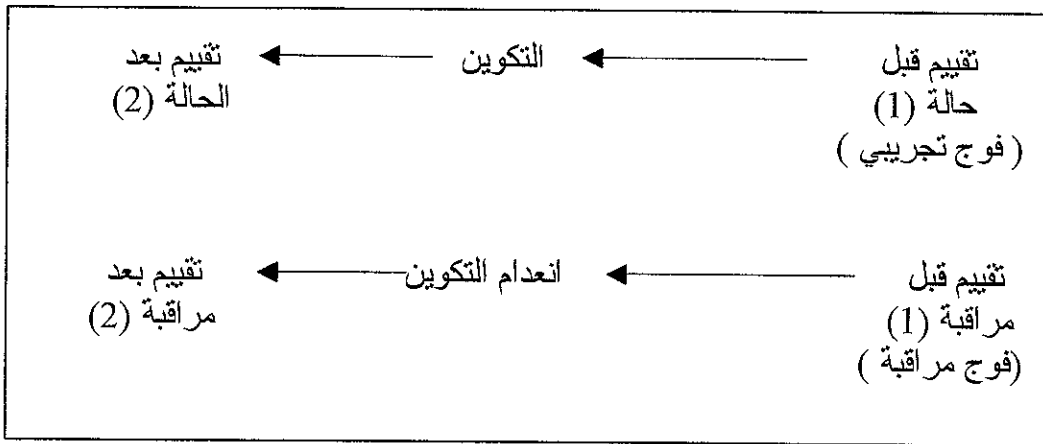 تقييم قبل
حالة (1)
( فوج تجريبي )
التكوين
تقييم بعد
الحالة (2)
تقييم قبل
مراقبة (1)
(فوج مراقبة )
انعدام التكوين
تقييم بعد
مراقبة (2)